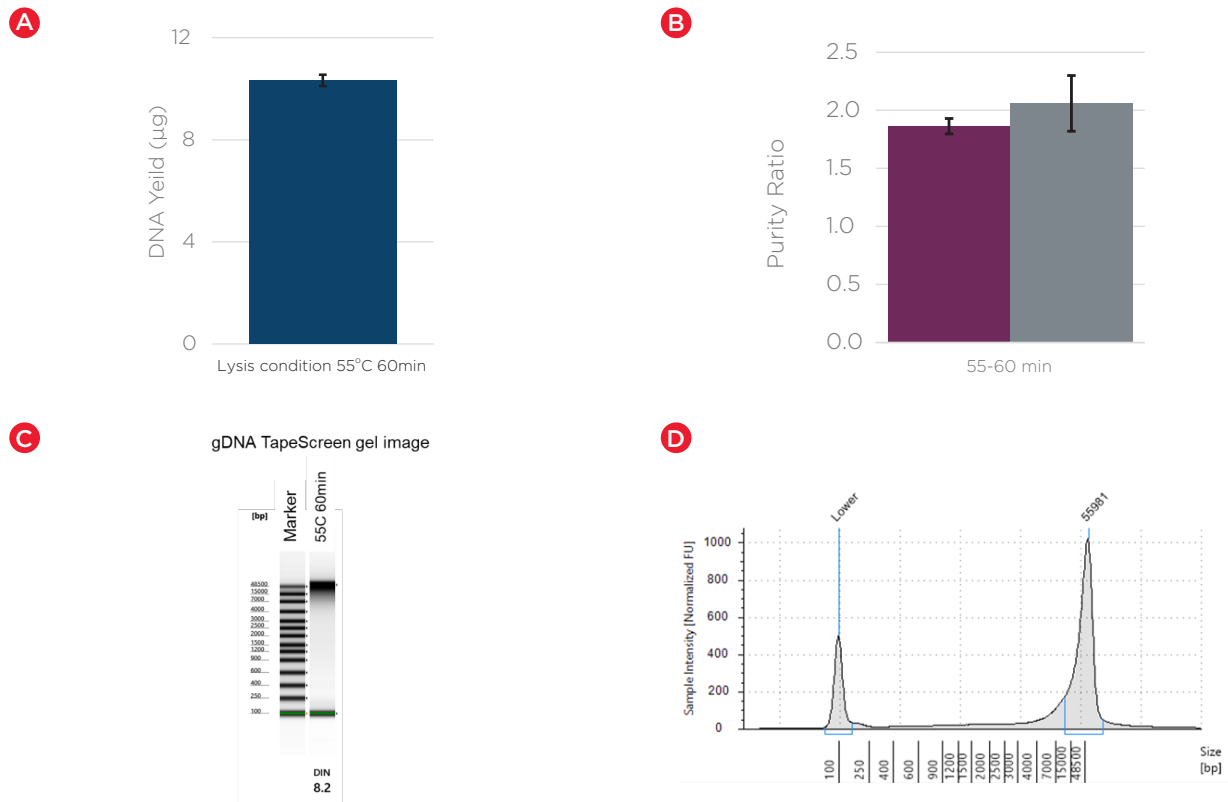 A
12
8
4
0
DNA Yeild (µg)
Lysis condition 55°C 60min
B
2.5
2.0
1.5
1.0
0.5
0.0
Purity Ratio
55-60 min
C
gDNA TapeScreen gel image
[bp]
Marker
55C 60min
48500
15000
7000
4000
3000
2500
2000
1500
1200
900
600
400
250
100
DIN
8.2
D
Lower
55981
1000
800
600
400
200
0
Sample Intensity [Normalized FU]
100
250
400
600
900
1200
1500
2000
2500
3000
4000
7000
15000
48500
Size
[bp]